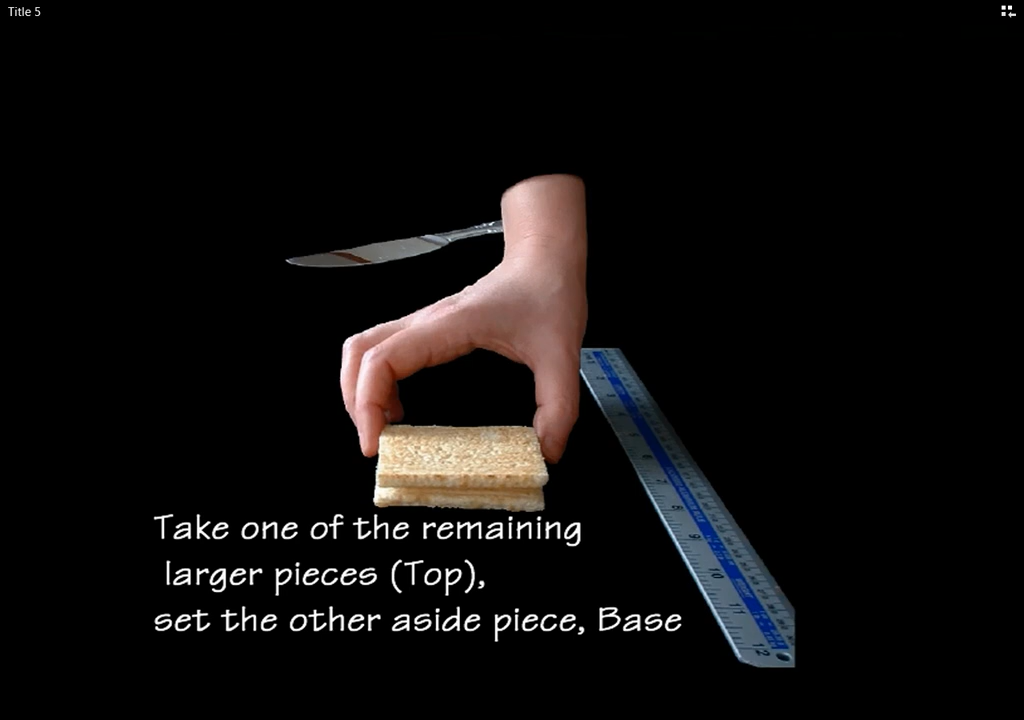 Title 5
Take one of the remaining
larger pieces (Top),
set the other aside piece, Base